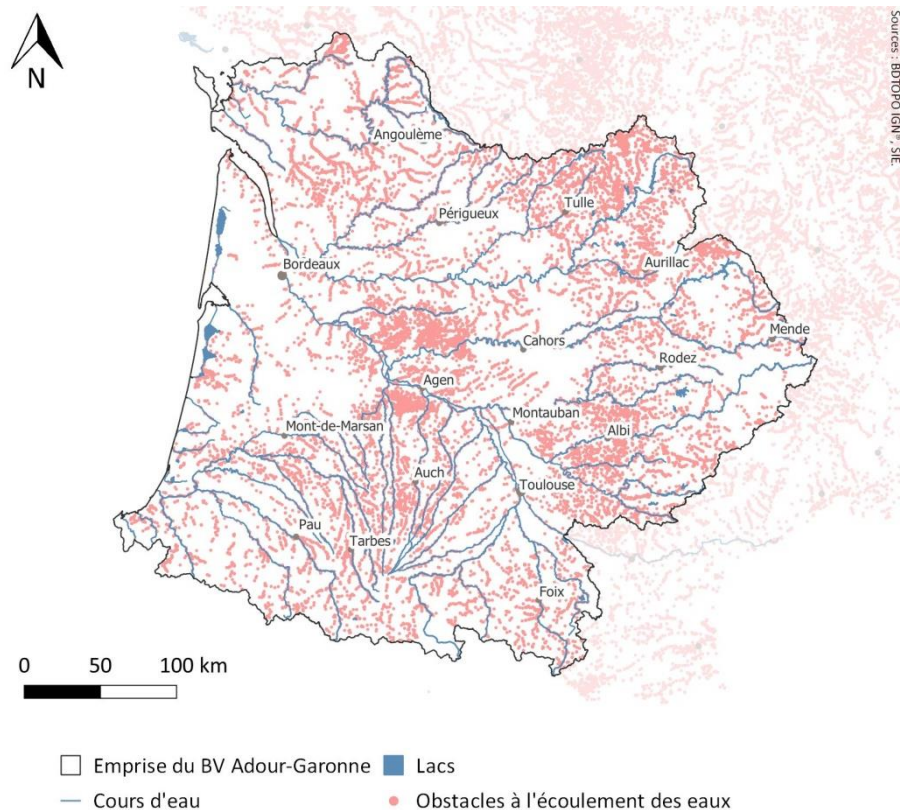 N
Sources : BDTOPO IGN®, SIE.
Angoulême
Périgueux
Tulle
Bordeaux
Aurillac
Mende
Cahors
Rodez
Agen
Montauban
Mont-de-Marsan
Albi
Auch
Toulouse
Pau
Tarbes
Foix
0 50 100 km
Emprise du BV Adour-Garonne Lacs
Cours d'eau Obstacles à l'écoulement des eaux